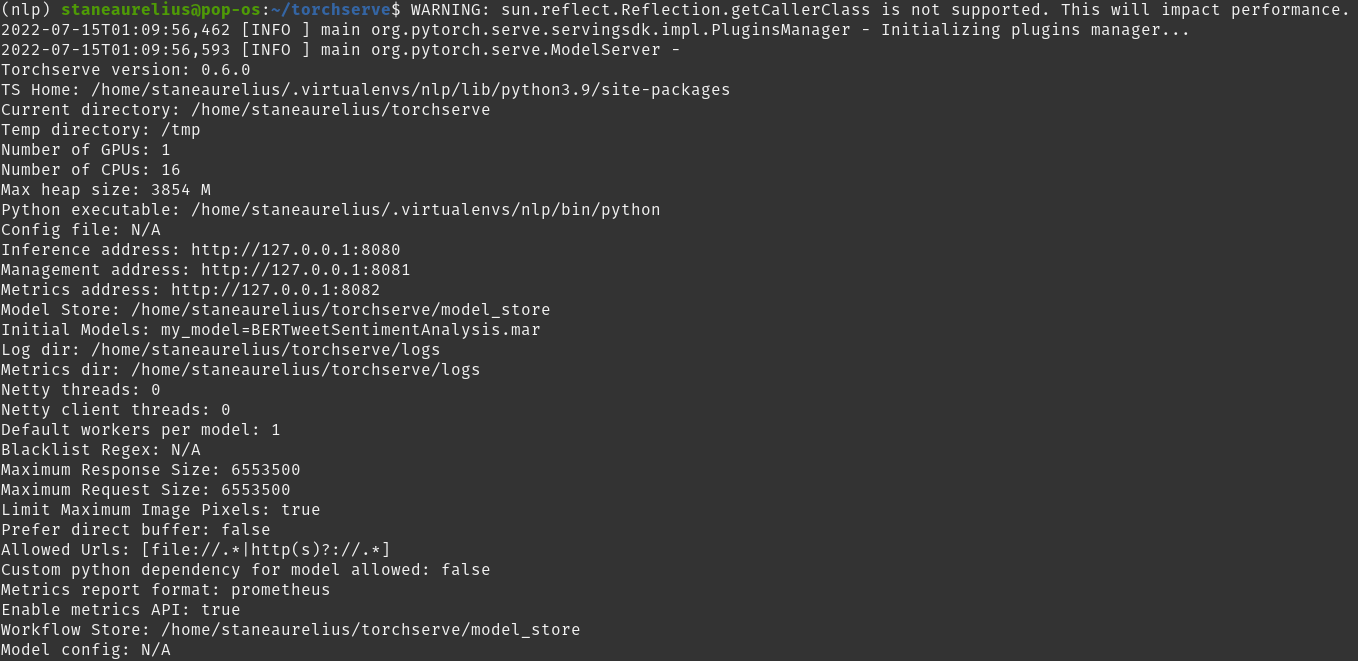 (nlp) staneaurelius@pop-os:~/torchserve$ WARNING: sun.reflect.Reflection.getCallerClass is not supported. This will impact performance.
2022-07-15T01:09:56,462 [INFO ] main org.pytorch.serve.servingsdk.impl.PluginsManager - Initializing plugins manager...
2022-07-15T01:09:56,593 [INFO ] main org.pytorch.serve.ModelServer -
Torchserve version: 0.6.0
TS Home: /home/staneaurelius/.virtualenvs/nlp/lib/python3.9/site-packages
Current directory: /home/staneaurelius/torchserve
Temp directory: /tmp
Number of GPUs: 1
Number of CPUs: 16
Max heap size: 3854 M
Python executable: /home/staneaurelius/.virtualenvs/nlp/bin/python
Config file: N/A
Inference address: http://127.0.0.1:8080
Management address: http://127.0.0.1:8081
Metrics address: http://127.0.0.1:8082
Model Store: /home/staneaurelius/torchserve/model_store
Initial Models: my_model=BERTweetSentimentAnalysis.mar
Log dir: /home/staneaurelius/torchserve/logs
Metrics dir: /home/staneaurelius/torchserve/logs
Netty threads: 0
Netty client threads: 0
Default workers per model: 1
Blacklist Regex: N/A
Maximum Response Size: 6553500
Maximum Request Size: 6553500
Limit Maximum Image Pixels: true
Prefer direct buffer: false
Allowed Urls: [file://.*|http(s)?://.*]
Custom python dependency for model allowed: false
Metrics report format: prometheus
Enable metrics API: true
Workflow Store: /home/staneaurelius/torchserve/model_store
Model config: N/A